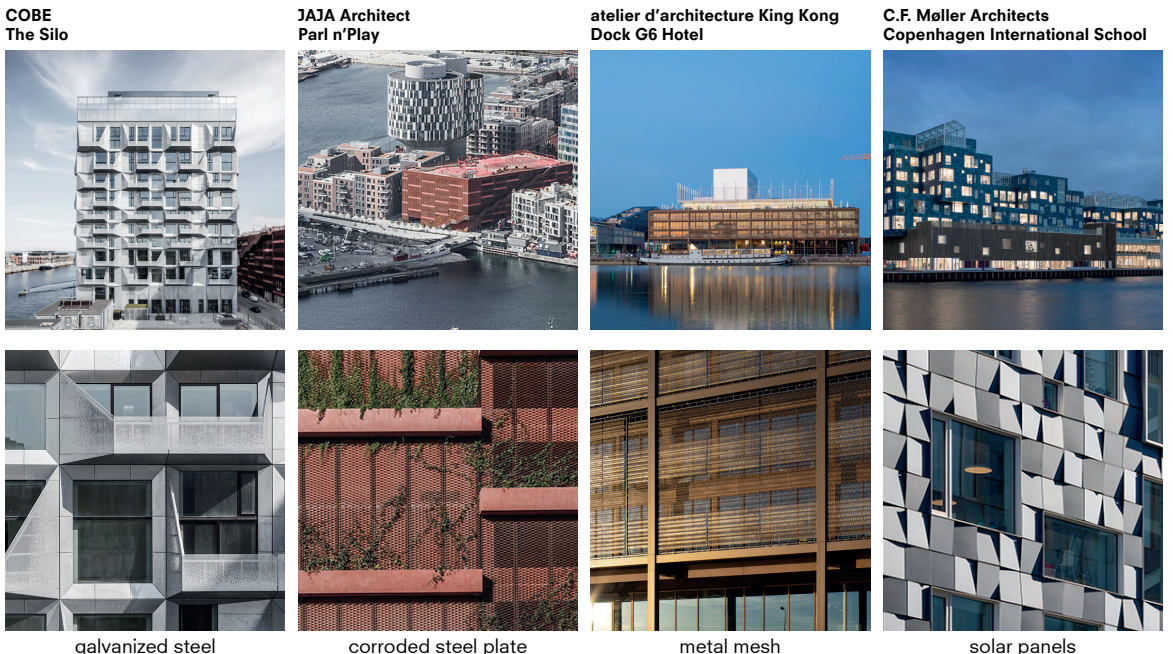 COBE
The Silo
JAJA Architect
Parl n’Play
atelier d’architecture King Kong
Dock G6 Hotel
C.F. Møller Architects
Copenhagen International School
galvanized steel
corroded steel plate
metal mesh
solar panels